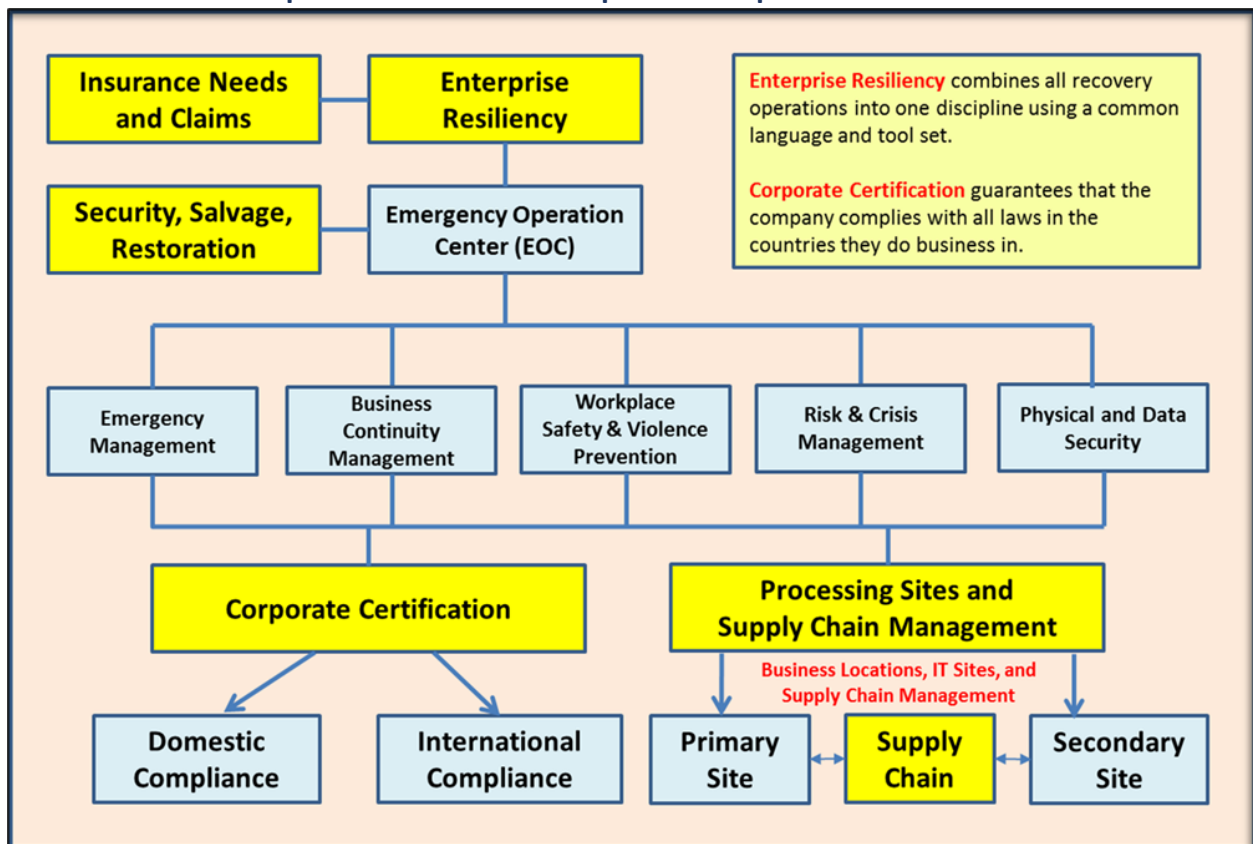 Insurance Needs
and Claims
Enterprise
Resiliency
Enterprise Resiliency combines all recovery
operations into one discipline using a common
language and tool set.
Corporate Certification guarantees that the
company complies with all laws in the
countries they do business in.
Security, Salvage,
Restoration
Emergency Operation
Center (EOC)
Emergency
Management
Business
Continuity
Management
Workplace
Safety & Violence
Prevention
Risk & Crisis
Management
Physical and Data
Security
Corporate Certification
Processing Sites and
Supply Chain Management
Business Locations, IT Sites, and
Supply Chain Management
Domestic
Compliance
International
Compliance
Primary
Site
Supply
Chain
Secondary
Site